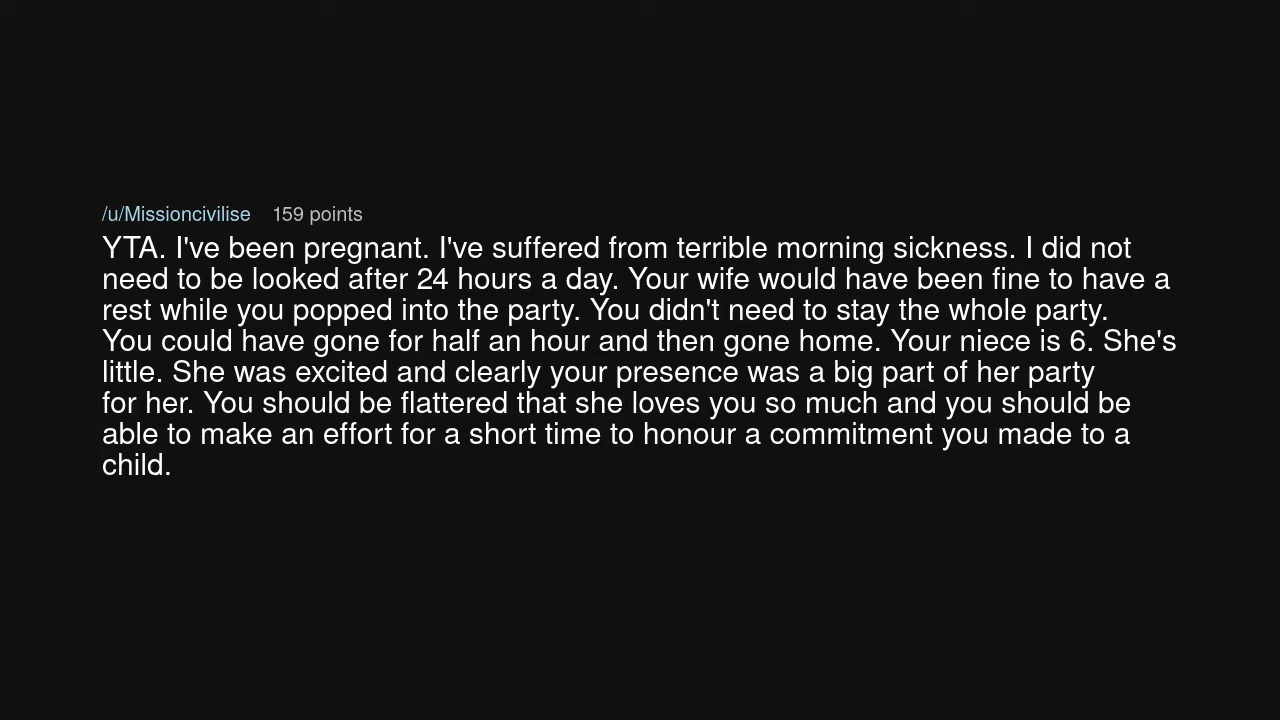 /u/Missioncivilise 159 points
YTA. I've been pregnant. I've suffered from terrible morning sickness. I did not
need to be looked after 24 hours a day. Your wife would have been fine to have a
rest while you popped into the party. You didn't need to stay the whole party.
You could have gone for half an hour and then gone home. Your niece is 6. She's
little. She was excited and clearly your presence was a big part of her party
for her. You should be flattered that she loves you so much and you should be
able to make an effort for a short time to honour a commitment you made to a
child.